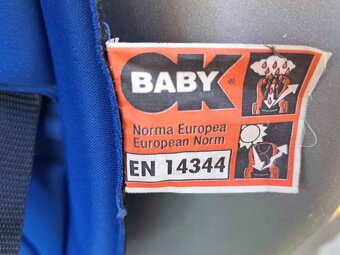 OK
BABY ®
Norma Europea
European Norm
EN 14344